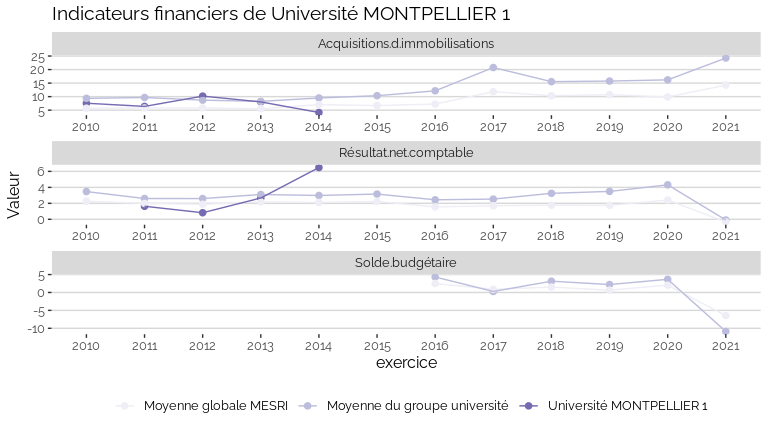 Indicateurs financiers de Université MONTPELLIER 1
Acquisitions.d.immobilisations
25
20
15
10
5
2010 2011 2012 2013 2014 2015 2016 2017 2018 2019 2020 2021
Résultat.net.comptable
6
4
2
0
2010 2011 2012 2013 2014 2015 2016 2017 2018 2019 2020 2021
Valeur
Solde.budgétaire
5
0
-5
-10
2010 2011 2012 2013 2014 2015 2016 2017 2018 2019 2020 2021
exercice
Moyenne globale MESRI Moyenne du groupe université Université MONTPELLIER 1